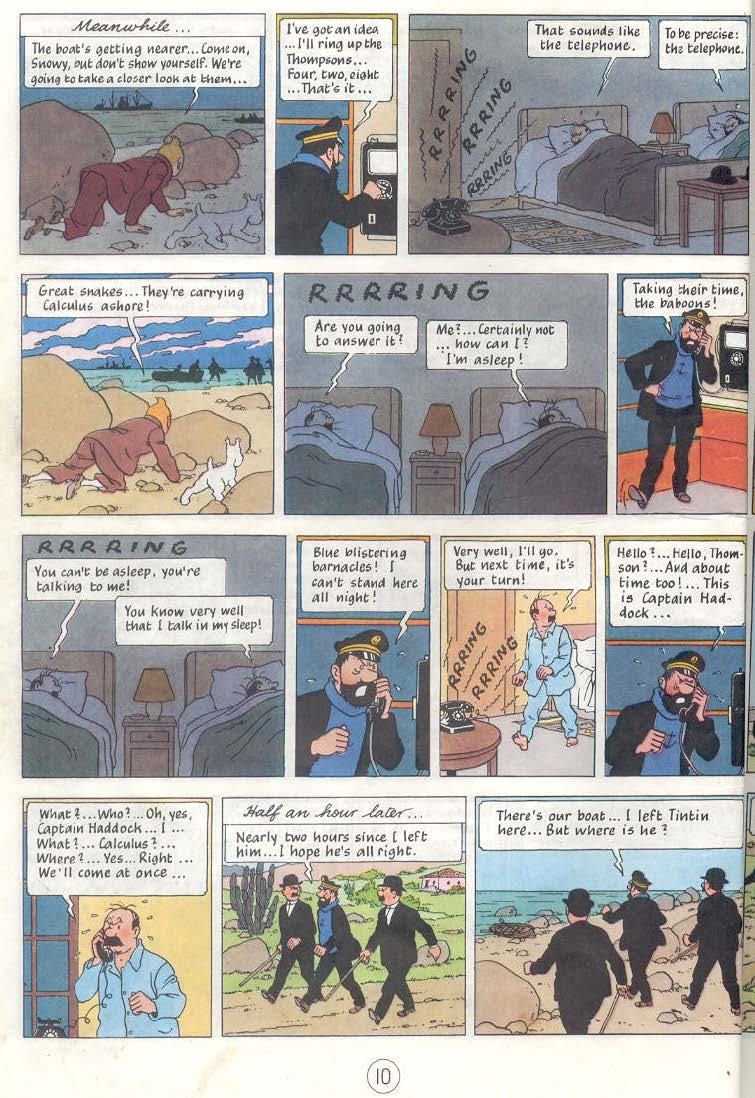 Meanwhile ...
The boat's getting nearer... Come on,
Snowy, but don't show yourself. We're
going to take a closer look at them...
I've got an idea
... I'll ring up the
Thompsons...
Four, two, eight
...That's it...
RRRRING
RRRING
RRRING
That sounds like
the telephone.
To be precise:
the telephone.
Great snakes... They're carrying
Calculus ashore!
RRRRING
Are you going
to answer it?
Me?... Certainly not
... how can I?
I'm asleep!
Taking their time,
the baboons!
RRRRING
You can't be asleep, you're
talking to me!
You know very well
that I talk in my sleep!
Blue blistering
barnacles! I
can't stand here
all night!
Very well, I'll go.
But next time, it's
your turn!
RRRING
RRRING
Hello?... Hello, Thom-
son?... And about
time too!... This
is Captain Had-
dock...
What?...Who?... Oh, yes,
Captain Haddock... I ...
What?... Calculus?...
Where?... Yes... Right ...
We'll come at once ...
Half an hour later...
Nearly two hours since I left
him... I hope he's all right.
There's our boat... I left Tintin
here... But where is he?
10